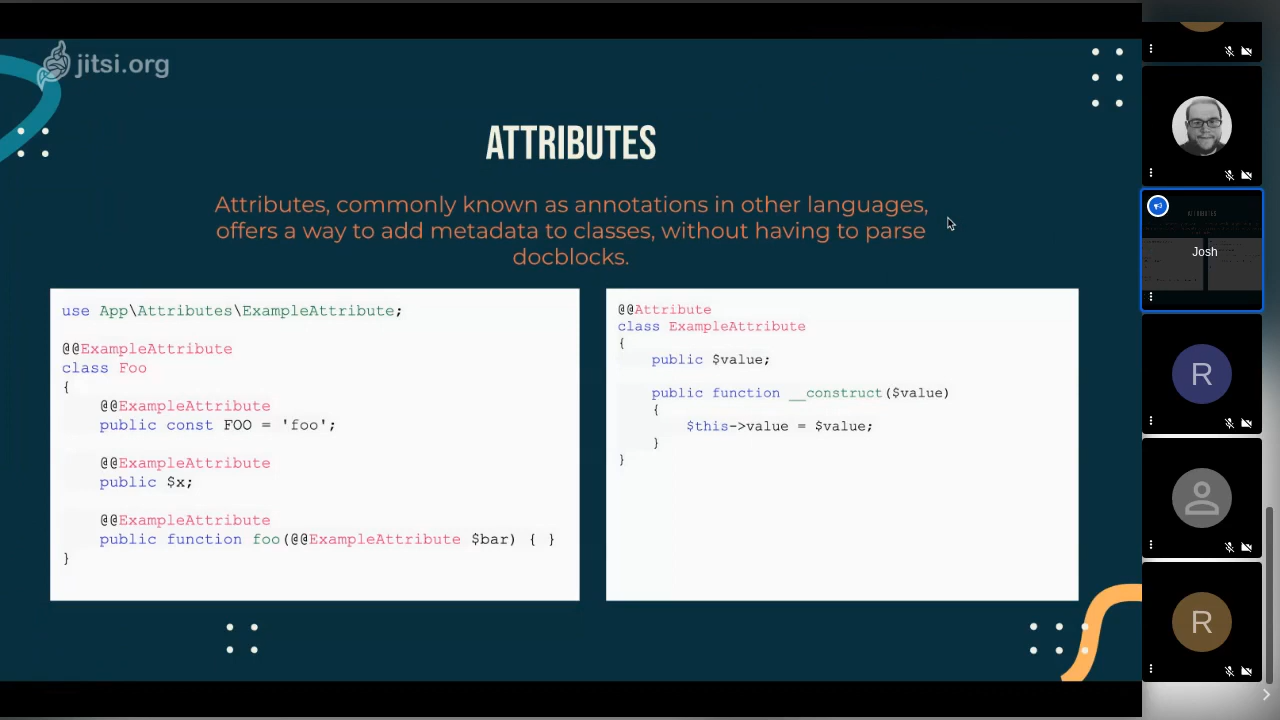 jitsi.org
ATTRIBUTES
Attributes, commonly known as annotations in other languages,
offers a way to add metadata to classes, without having to parse
docblocks.
use App\Attributes\ExampleAttribute;
@@ExampleAttribute
class Foo
{
    @@ExampleAttribute
    public const FOO = 'foo';
    @@ExampleAttribute
    public $x;
    @@ExampleAttribute
    public function foo(@@ExampleAttribute $bar) { }
}
@@Attribute
class ExampleAttribute
{
    public $value;
    public function __construct($value)
    {
        $this->value = $value;
    }
}
Josh
R
R